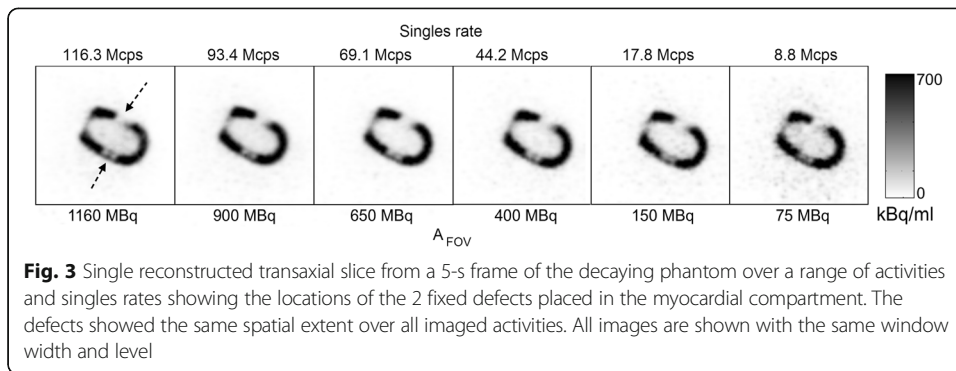 Singles rate
116.3 Mcps 93.4 Mcps 69.1 Mcps 44.2 Mcps 17.8 Mcps 8.8 Mcps
700
0
1160 MBq 900 MBq 650 MBq 400 MBq 150 MBq 75 MBq kBq/ml
A FOV
Fig. 3 Single reconstructed transaxial slice from a 5-s frame of the decaying phantom over a range of activities
and singles rates showing the locations of the 2 fixed defects placed in the myocardial compartment. The
defects showed the same spatial extent over all imaged activities. All images are shown with the same window
width and level